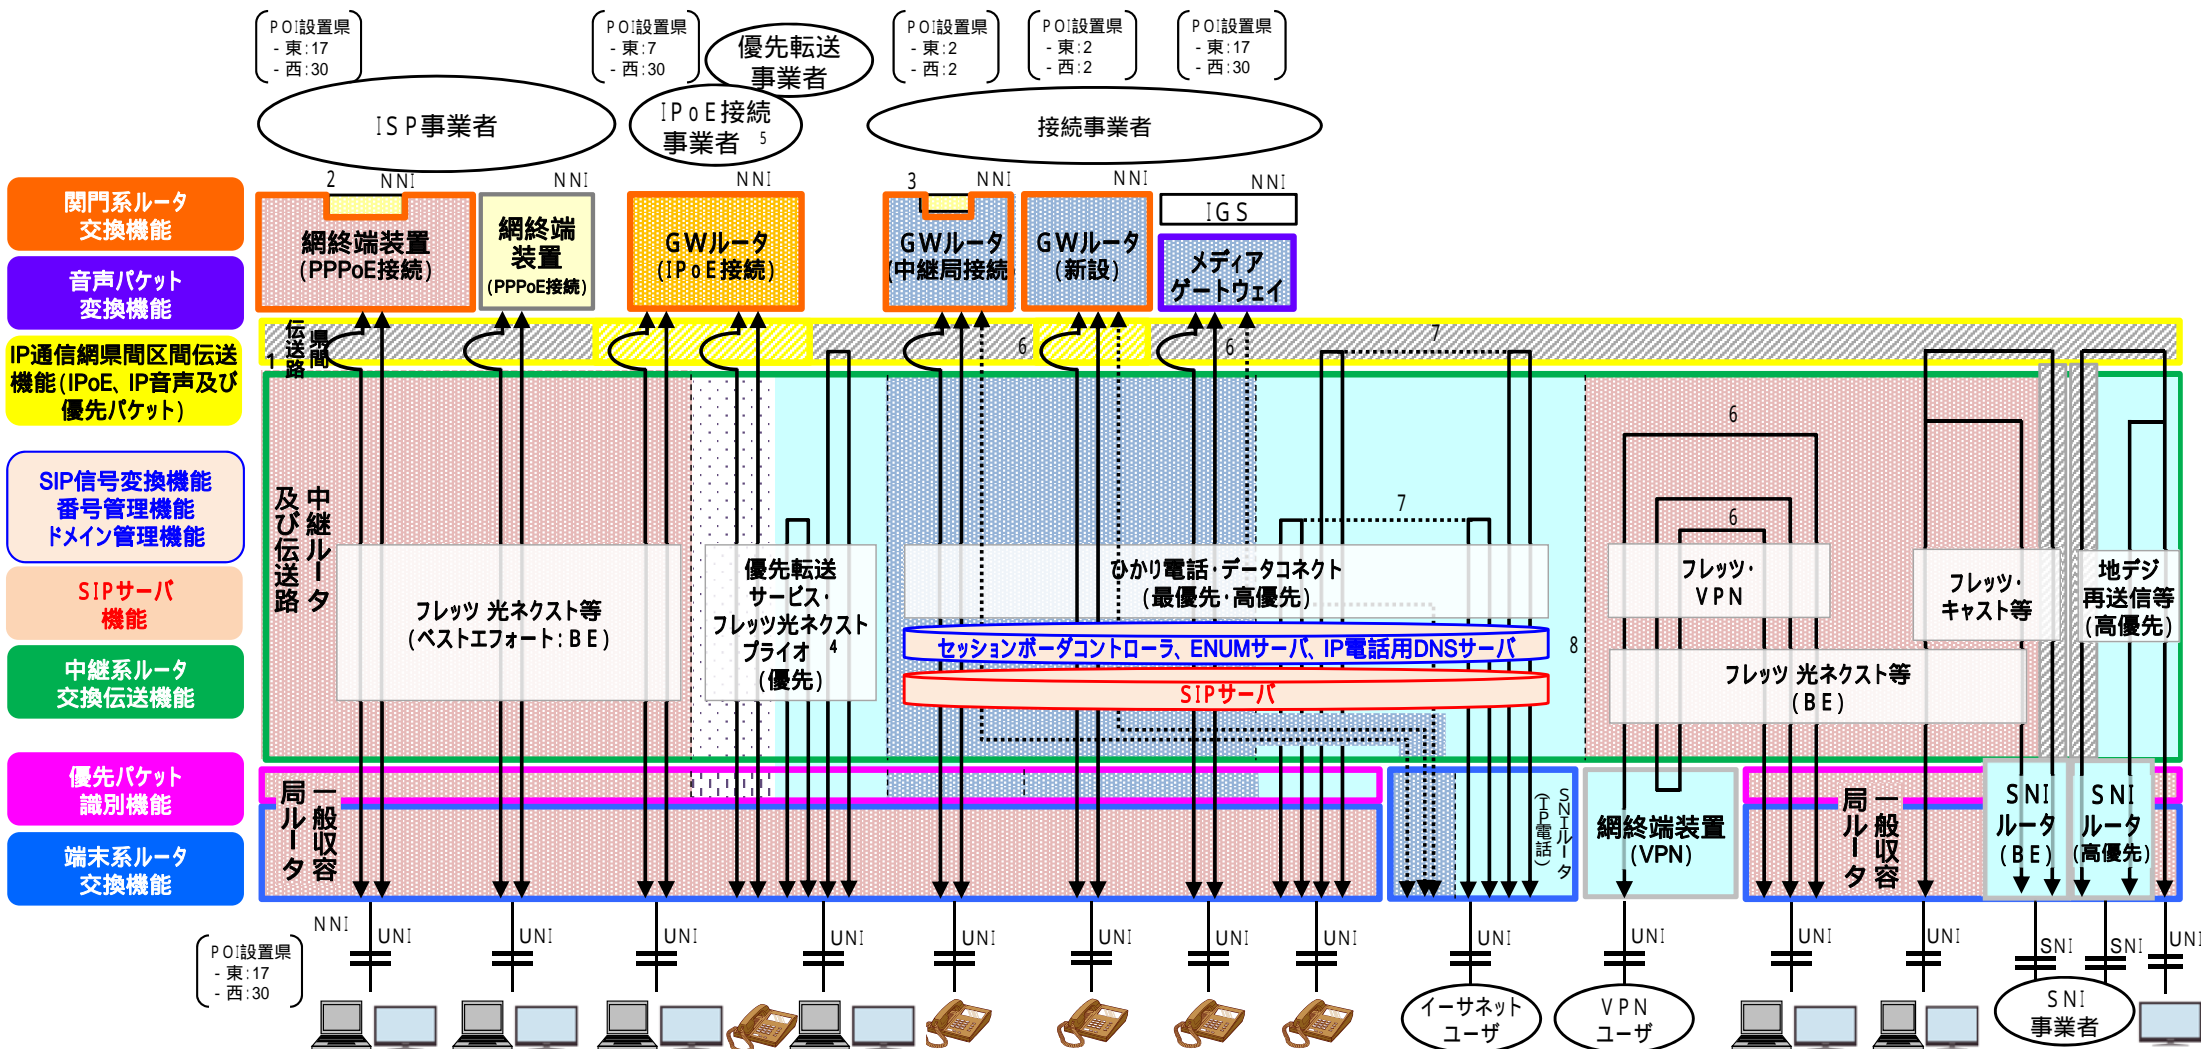 POI設置県
- 東:17
- 西:30
POI設置県
- 東:7
- 西:30
優先転送
事業者
POI設置県
- 東:2
- 西:2
POI設置県
- 東:2
- 西:2
POI設置県
- 東:17
- 西:30
ISP事業者
IPoE接続
事業者 5
接続事業者
関門系ルータ
交換機能
音声パケット
変換機能
IP通信網県間区間伝送
機能(IPoE、IP音声及び
優先パケット)
SIP信号変換機能
番号管理機能
ドメイン管理機能
SIPサーバ
機能
中継系ルータ
交換伝送機能
優先パケット
識別機能
端末系ルータ
交換機能
2
NNI
網終端装置
(PPPoE接続)
NNI
網終端
装置
(PPPoE接続)
NNI
GWルータ
(IPoE接続)
3
NNI
GWルータ
(中継局接続)
NNI
GWルータ
(新設)
NNI
IGS
メディア
ゲートウェイ
県間
伝送路
1
6
6
7
中継ルータ
及び伝送路
フレッツ 光ネクスト等
(ベストエフォート:BE)
優先転送
サービス・
フレッツ光ネクスト
プライオ 4
(優先)
7
ひかり電話・データコネクト
(最優先・高優先)
セッションボーダコントローラ、ENUMサーバ、IP電話用DNSサーバ
SIPサーバ
8
6
6
フレッツ・
VPN
フレッツ・
キャスト等
地デジ
再送信等
(高優先)
フレッツ 光ネクスト等
(BE)
一般収容
局ルータ
SNIルータ
(IP電話)
網終端装置
(VPN)
一般収容
局ルータ
SNI
ルータ
(BE)
SNI
ルータ
(高優先)
NNI
POI設置県
- 東:17
- 西:30
UNI
UNI
UNI
UNI
UNI
UNI
UNI
UNI
UNI
UNI
UNI
UNI
SNI
SNI
UNI
イーサネット
ユーザ
VPN
ユーザ
SNI
事業者